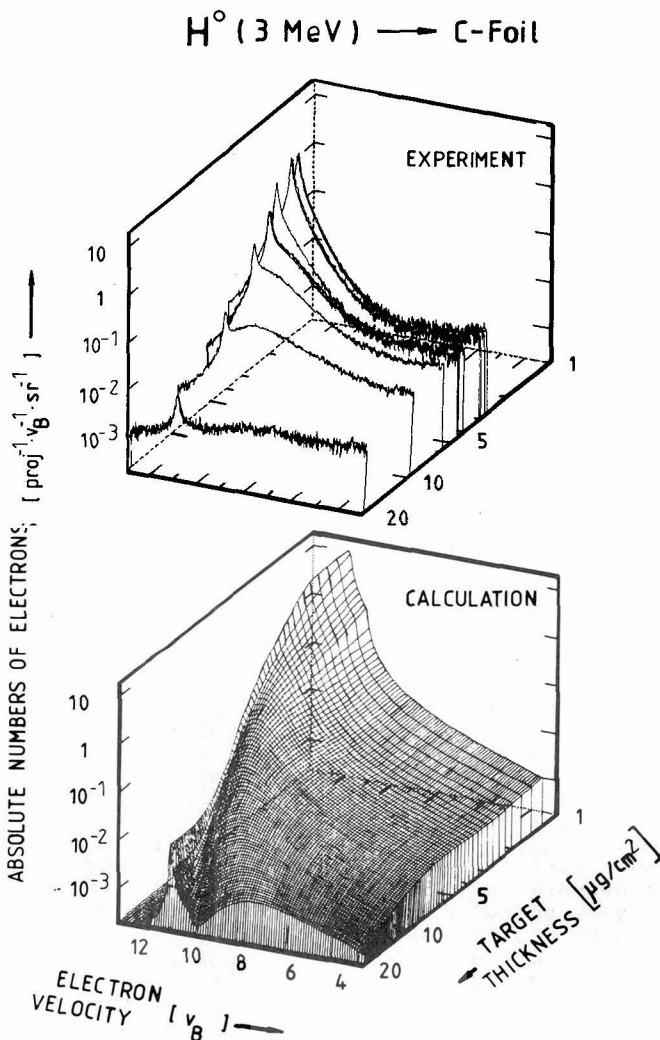 H° (3 MeV) → C-Foil
EXPERIMENT
10
1
10⁻¹
10⁻²
10⁻³
1
5
10
20
ABSOLUTE NUMBERS OF ELECTRONS, [proj⁻¹·v_B⁻¹·sr⁻¹] →
CALCULATION
10
1
10⁻¹
10⁻²
10⁻³
1
5
10
20
12 10 8 6 4
ELECTRON VELOCITY [v_B] →
← TARGET THICKNESS [µg/cm²]